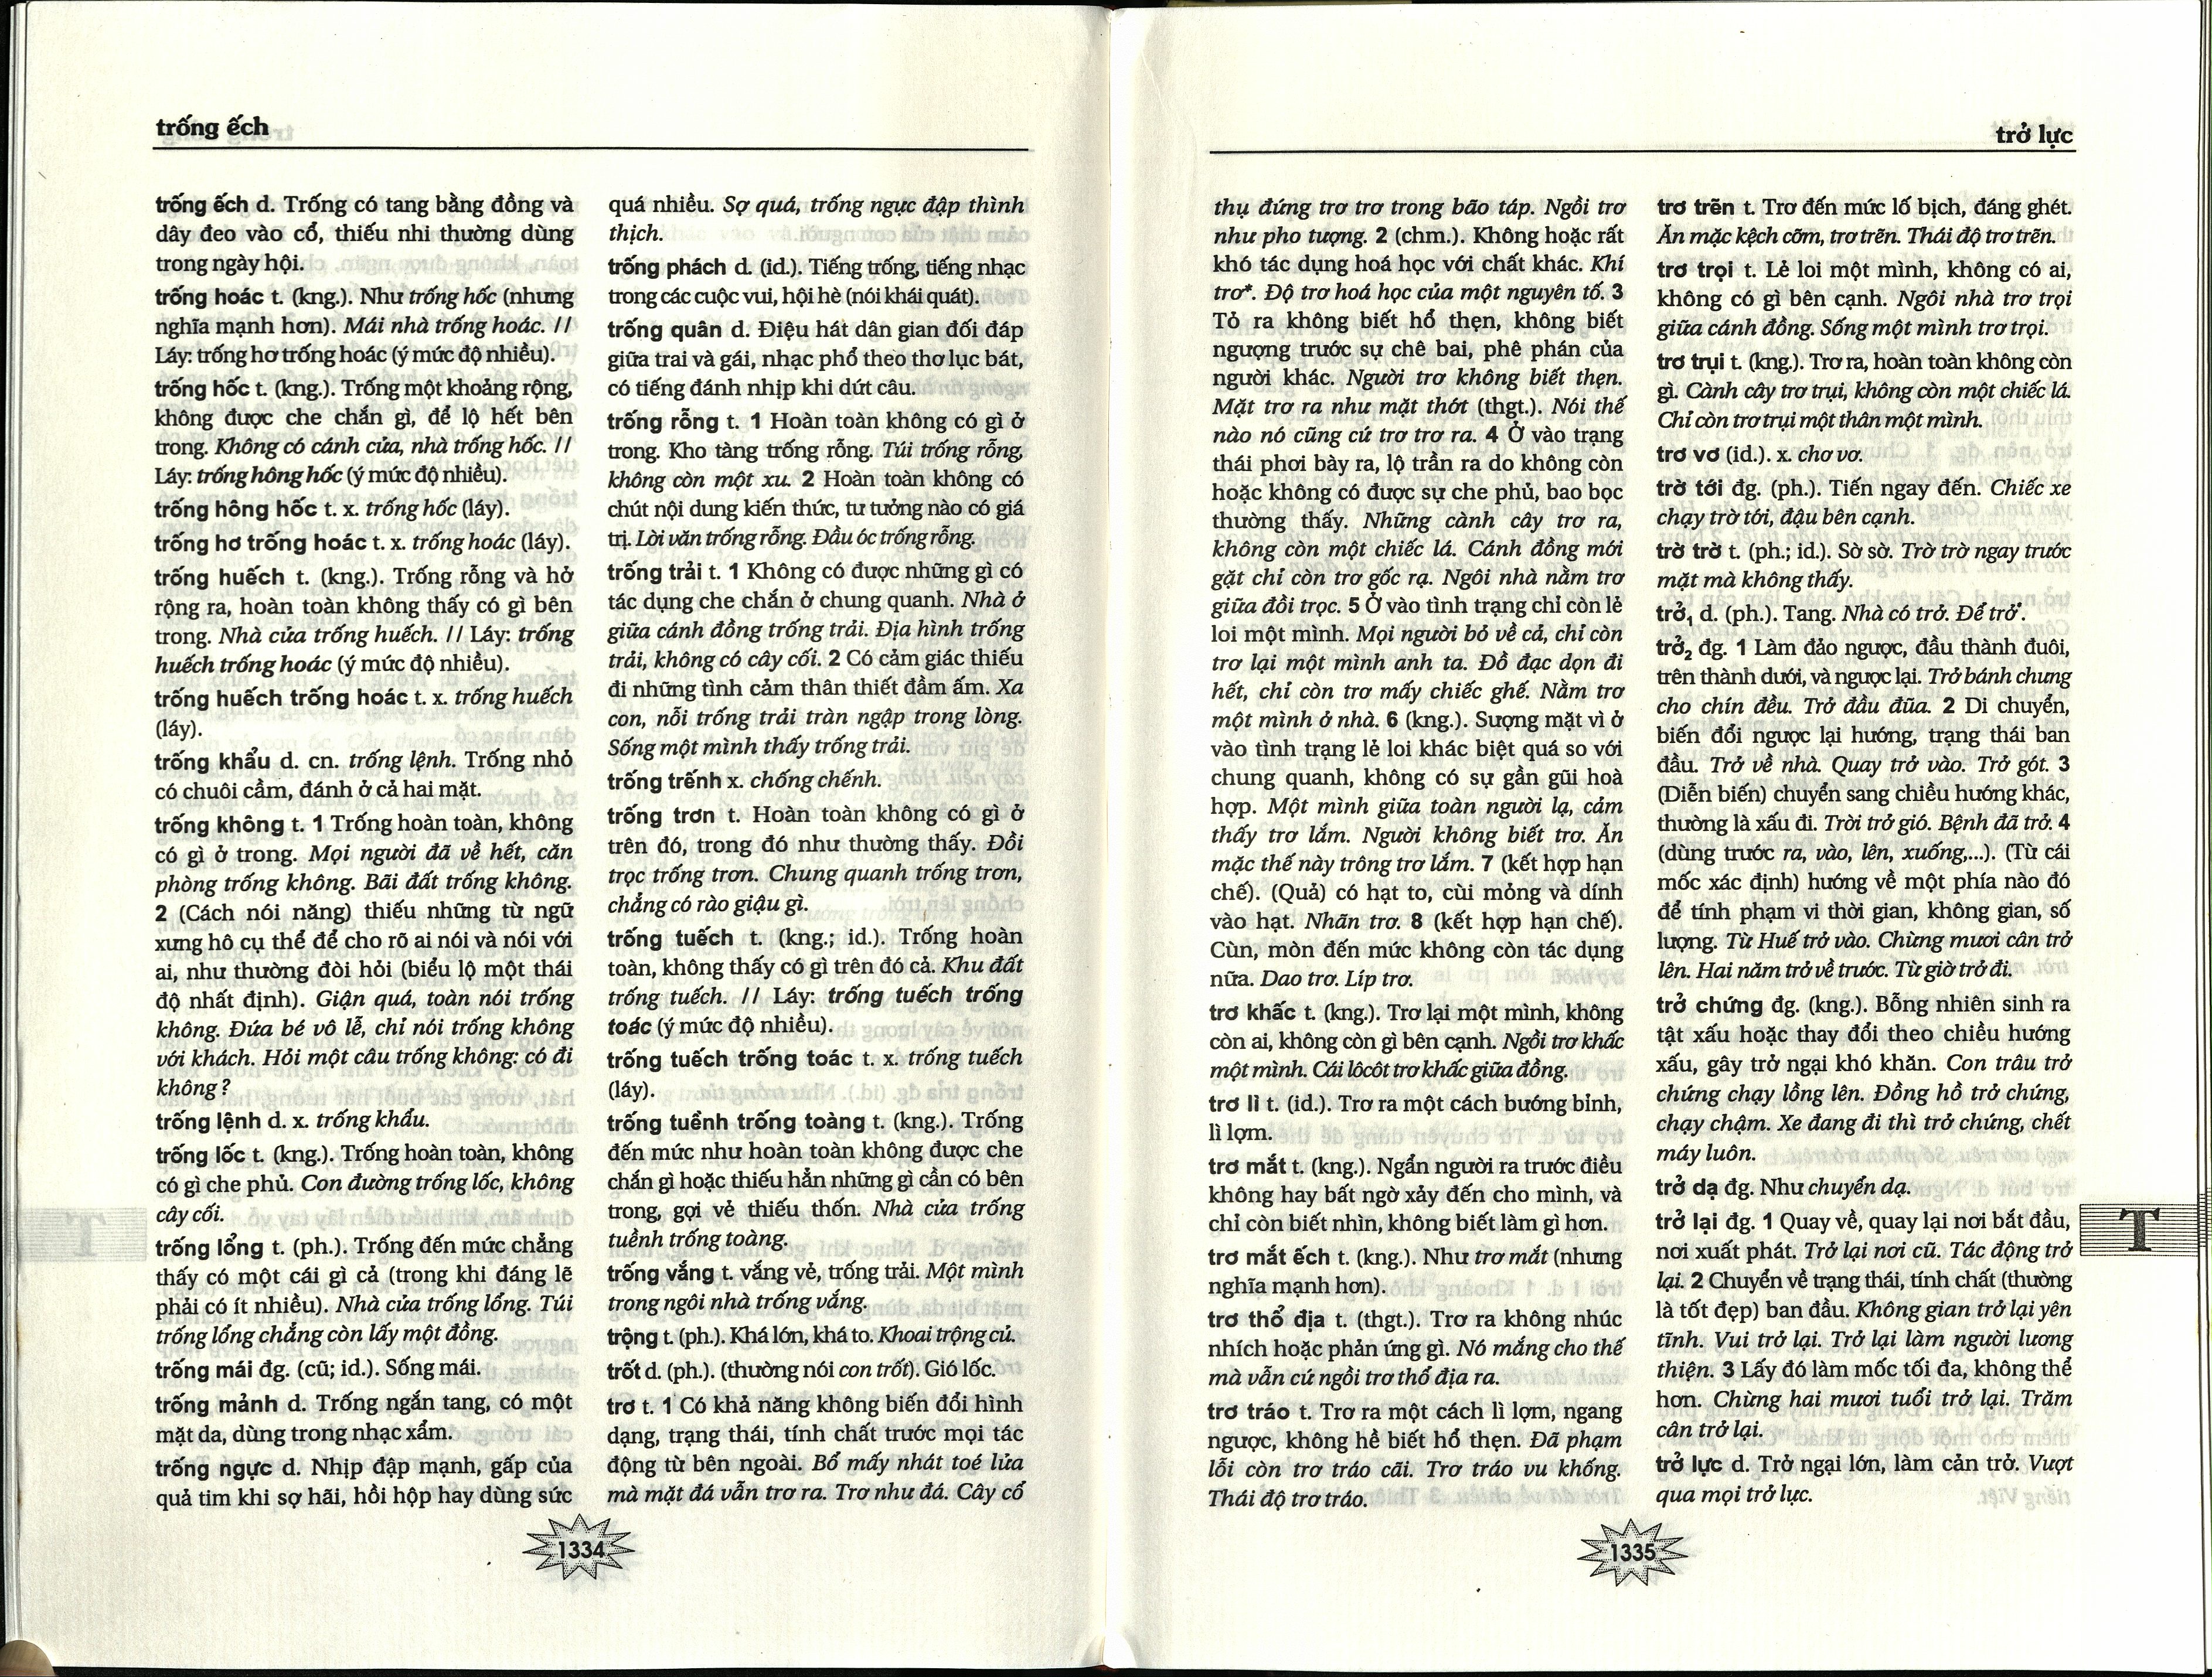 trống ếch
trống ếch d. Trống có tang bằng đồng và
dây đeo vào cổ, thiếu nhi thường dùng
trong ngày hội.
trống hoác t. (kng.). Như trống hốc (nhưng
nghĩa mạnh hơn). Mái nhà trống hoác. //
Láy: trống hơ trống hoác (ý mức độ nhiều).
trống hốc t. (kng.). Trống một khoảng rộng,
không được che chắn gì, để lộ hết bên
trong. Không có cánh cửa, nhà trống hốc. //
Láy: trống hông hốc (ý mức độ nhiều).
trống hông hốc t. x. trống hốc (láy).
trống hơ trống hoác t. x. trống hoác (láy).
trống huếch t. (kng.). Trống rỗng và hở
rộng ra, hoàn toàn không thấy có gì bên
trong. Nhà cửa trống huếch. // Láy: trống
huếch trống hoác (ý mức độ nhiều).
trống huếch trống hoác t. x. trống huếch
(láy).
trống khẩu d. cn. trống lệnh. Trống nhỏ
có chuôi cầm, đánh ở cả hai mặt.
trống không t. 1 Trống hoàn toàn, không
có gì ở trong. Mọi người đã về hết, căn
phòng trống không. Bãi đất trống không.
2 (Cách nói năng) thiếu những từ ngữ
xưng hô cụ thể để cho rõ ai nói và nói với
ai, như thường đòi hỏi (biểu lộ một thái
độ nhất định). Giận quá, toàn nói trống
không. Đứa bé vô lễ, chỉ nói trống không
với khách. Hỏi một câu trống không: có đi
không?
trống lệnh d. x. trống khẩu.
trống lốc t. (kng.). Trống hoàn toàn, không
có gì che phủ. Con đường trống lốc, không
cây cối.
trống lổng t. (ph.). Trống đến mức chẳng
thấy có một cái gì cả (trong khi đáng lẽ
phải có ít nhiều). Nhà cửa trống lổng. Túi
trống lổng chẳng còn lấy một đồng.
trống mái đg. (cũ; id.). Sống mái.
trống mảnh d. Trống ngắn tang, có một
mặt da, dùng trong nhạc xẩm.
trống ngực d. Nhịp đập mạnh, gấp của
quả tim khi sợ hãi, hồi hộp hay dùng sức
quá nhiều. Sợ quá, trống ngực đập thình
thịch.
trống phách d. (id.). Tiếng trống, tiếng nhạc
trong các cuộc vui, hội hè (nói khái quát).
trống quân d. Điệu hát dân gian đối đáp
giữa trai và gái, nhạc phổ theo thơ lục bát,
có tiếng đánh nhịp khi dứt câu.
trống rỗng t. 1 Hoàn toàn không có gì ở
trong. Kho tàng trống rỗng. Túi trống rỗng,
không còn một xu. 2 Hoàn toàn không có
chút nội dung kiến thức, tư tưởng nào có giá
trị. Lời văn trống rỗng. Đầu óc trống rỗng.
trống trải t. 1 Không có được những gì có
tác dụng che chắn ở chung quanh. Nhà ở
giữa cánh đồng trống trải. Địa hình trống
trải, không có cây cối. 2 Có cảm giác thiếu
đi những tình cảm thân thiết đầm ấm. Xa
con, nỗi trống trải tràn ngập trong lòng.
Sống một mình thấy trống trải.
trống trếnh x. chống chếnh.
trống trơn t. Hoàn toàn không có gì ở
trên đó, trong đó như thường thấy. Đồi
trọc trống trơn. Chung quanh trống trơn,
chẳng có rào giậu gì.
trống tuếch t. (kng.; id.). Trống hoàn
toàn, không thấy có gì trên đó cả. Khu đất
trống tuếch. // Láy: trống tuếch trống
toác (ý mức độ nhiều).
trống tuếch trống toác t. x. trống tuếch
(láy).
trống tuềnh trống toàng t. (kng.). Trống
đến mức như hoàn toàn không được che
chắn gì hoặc thiếu hẳn những gì cần có bên
trong, gợi vẻ thiếu thốn. Nhà cửa trống
tuềnh trống toàng.
trống vắng t. vắng vẻ, trống trải. Một mình
trong ngôi nhà trống vắng.
trộng t. (ph.). Khá lớn, khá to. Khoai trộng củ.
trốt d. (ph.). (thường nói con trốt). Gió lốc.
trơ t. 1 Có khả năng không biến đổi hình
dạng, trạng thái, tính chất trước mọi tác
động từ bên ngoài. Bổ mấy nhát toé lửa
mà mặt đá vẫn trơ ra. Trơ như đá. Cây cổ
1334
trở lực
thụ đứng trơ trơ trong bão táp. Ngồi trơ
như pho tượng. 2 (chm.). Không hoặc rất
khó tác dụng hoá học với chất khác. Khí
trơ*. Độ trơ hoá học của một nguyên tố. 3
Tỏ ra không biết hổ thẹn, không biết
ngượng trước sự chê bai, phê phán của
người khác. Người trơ không biết thẹn.
Mặt trơ ra như mặt thớt (thgt.). Nói thế
nào nó cũng cứ trơ trơ ra. 4 Ở vào trạng
thái phơi bày ra, lộ trần ra do không còn
hoặc không có được sự che phủ, bao bọc
thường thấy. Những cành cây trơ ra,
không còn một chiếc lá. Cánh đồng mới
gặt chỉ còn trơ gốc rạ. Ngôi nhà nằm trơ
giữa đồi trọc. 5 Ở vào tình trạng chỉ còn lẻ
loi một mình. Mọi người bỏ về cả, chỉ còn
trơ lại một mình anh ta. Đồ đạc dọn đi
hết, chỉ còn trơ mấy chiếc ghế. Nằm trơ
một mình ở nhà. 6 (kng.). Sượng mặt vì ở
vào tình trạng lẻ loi khác biệt quá so với
chung quanh, không có sự gần gũi hoà
hợp. Một mình giữa toàn người lạ, cảm
thấy trơ lắm. Người không biết trơ. Ăn
mặc thế này trông trơ lắm. 7 (kết hợp hạn
chế). (Quả) có hạt to, cùi mỏng và dính
vào hạt. Nhãn trơ. 8 (kết hợp hạn chế).
Cùn, mòn đến mức không còn tác dụng
nữa. Dao trơ. Líp trơ.
trơ khấc t. (kng.). Trơ lại một mình, không
còn ai, không còn gì bên cạnh. Ngồi trơ khấc
một mình. Cái lôcôt trơ khấc giữa đồng.
trơ lì t. (id.). Trơ ra một cách bướng bỉnh,
lì lợm.
trơ mắt t. (kng.). Ngẩn người ra trước điều
không hay bất ngờ xảy đến cho mình, và
chỉ còn biết nhìn, không biết làm gì hơn.
trơ mắt ếch t. (kng.). Như trơ mắt (nhưng
nghĩa mạnh hơn).
trơ thổ địa t. (thgt.). Trơ ra không nhúc
nhích hoặc phản ứng gì. Nó mắng cho thế
mà vẫn cứ ngồi trơ thổ địa ra.
trơ tráo t. Trơ ra một cách lì lợm, ngang
ngược, không hề biết hổ thẹn. Đã phạm
lỗi còn trơ tráo cãi. Trơ tráo vu khống.
Thái độ trơ tráo.
trơ trẽn t. Trơ đến mức lố bịch, đáng ghét.
Ăn mặc kệch cỡm, trơ trẽn. Thái độ trơ trẽn.
trơ trọi t. Lẻ loi một mình, không có ai,
không có gì bên cạnh. Ngôi nhà trơ trọi
giữa cánh đồng. Sống một mình trơ trọi.
trơ trụi t. (kng.). Trơ ra, hoàn toàn không còn
gì. Cành cây trơ trụi, không còn một chiếc lá.
Chỉ còn trơ trụi một thân một mình.
trơ vơ (id.). x. chơ vơ.
trờ tới đg. (ph.). Tiến ngay đến. Chiếc xe
chạy trờ tới, đậu bên cạnh.
trờ trờ t. (ph.; id.). Sờ sờ. Trờ trờ ngay trước
mặt mà không thấy.
trở₁ d. (ph.). Tang. Nhà có trở. Để trở*.
trở₂ đg. 1 Làm đảo ngược, đầu thành đuôi,
trên thành dưới, và ngược lại. Trở bánh chưng
cho chín đều. Trở đầu đũa. 2 Di chuyển,
biến đổi ngược lại hướng, trạng thái ban
đầu. Trở về nhà. Quay trở vào. Trở gót. 3
(Diễn biến) chuyển sang chiều hướng khác,
thường là xấu đi. Trời trở gió. Bệnh đã trở. 4
(dùng trước ra, vào, lên, xuống,...). (Từ cái
mốc xác định) hướng về một phía nào đó
để tính phạm vi thời gian, không gian, số
lượng. Từ Huế trở vào. Chừng mươi cân trở
lên. Hai năm trở về trước. Từ giờ trở đi.
trở chứng đg. (kng.). Bỗng nhiên sinh ra
tật xấu hoặc thay đổi theo chiều hướng
xấu, gây trở ngại khó khăn. Con trâu trở
chứng chạy lồng lên. Đồng hồ trở chứng,
chạy chậm. Xe đang đi thì trở chứng, chết
máy luôn.
trở dạ đg. Như chuyển dạ.
trở lại đg. 1 Quay về, quay lại nơi bắt đầu,
nơi xuất phát. Trở lại nơi cũ. Tác động trở
lại. 2 Chuyển về trạng thái, tính chất (thường
là tốt đẹp) ban đầu. Không gian trở lại yên
tĩnh. Vui trở lại. Trở lại làm người lương
thiện. 3 Lấy đó làm mốc tối đa, không thể
hơn. Chừng hai mươi tuổi trở lại. Trăm
cân trở lại.
trở lực d. Trở ngại lớn, làm cản trở. Vượt
qua mọi trở lực.
T
1335